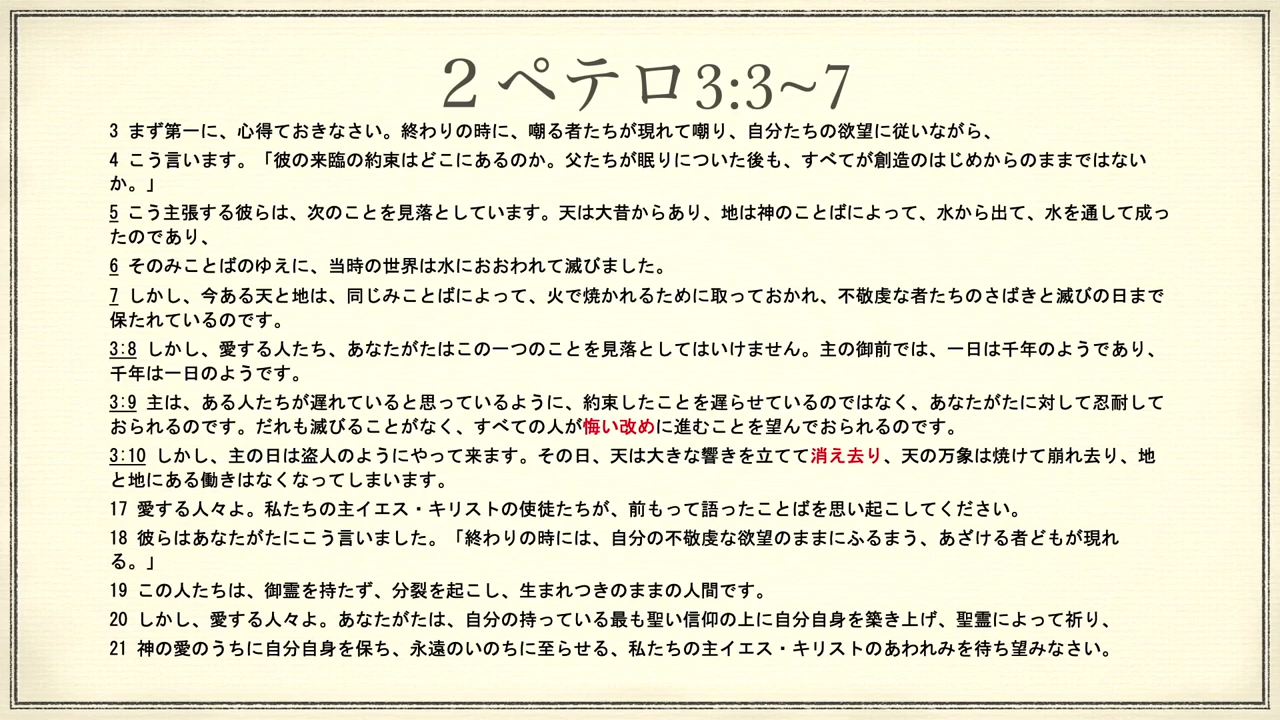 ２ペテロ3:3~7
3 まず第一に、心得ておきなさい。終わりの時に、嘲る者たちが現れて嘲り、自分たちの欲望に従いながら、
4 こう言います。「彼の来臨の約束はどこにあるのか。父たちが眠りについた後も、すべてが創造のはじめからのままではない
か。」
5 こう主張する彼らは、次のことを見落としています。天は大昔からあり、地は神のことばによって、水から出て、水を通して成っ
たのであり、
6 そのみことばのゆえに、当時の世界は水におおわれて滅びました。
7 しかし、今ある天と地は、同じみことばによって、火で焼かれるために取っておかれ、不敬虔な者たちのさばきと滅びの日まで
保たれているのです。
3:8 しかし、愛する人たち、あなたがたはこの一つのことを見落としてはいけません。主の御前では、一日は千年のようであり、
千年は一日のようです。
3:9 主は、ある人たちが遅れていると思っているように、約束したことを遅らせているのではなく、あなたがたに対して忍耐して
おられるのです。だれも滅びることがなく、すべての人が悔い改めに進むことを望んでおられるのです。
3:10 しかし、主の日は盗人のようにやって来ます。その日、天は大きな響きを立てて消え去り、天の万象は焼けて崩れ去り、地
と地にある働きはなくなってしまいます。
17 愛する人々よ。私たちの主イエス・キリストの使徒たちが、前もって語ったことばを思い起こしてください。
18 彼らはあなたがたにこう言いました。「終わりの時には、自分の不敬虔な欲望のままにふるまう、あざける者どもが現れ
る。」
19 この人たちは、御霊を持たず、分裂を起こし、生まれつきのままの人間です。
20 しかし、愛する人々よ。あなたがたは、自分の持っている最も聖い信仰の上に自分自身を築き上げ、聖霊によって祈り、
21 神の愛のうちに自分自身を保ち、永遠のいのちに至らせる、私たちの主イエス・キリストのあわれみを待ち望みなさい。